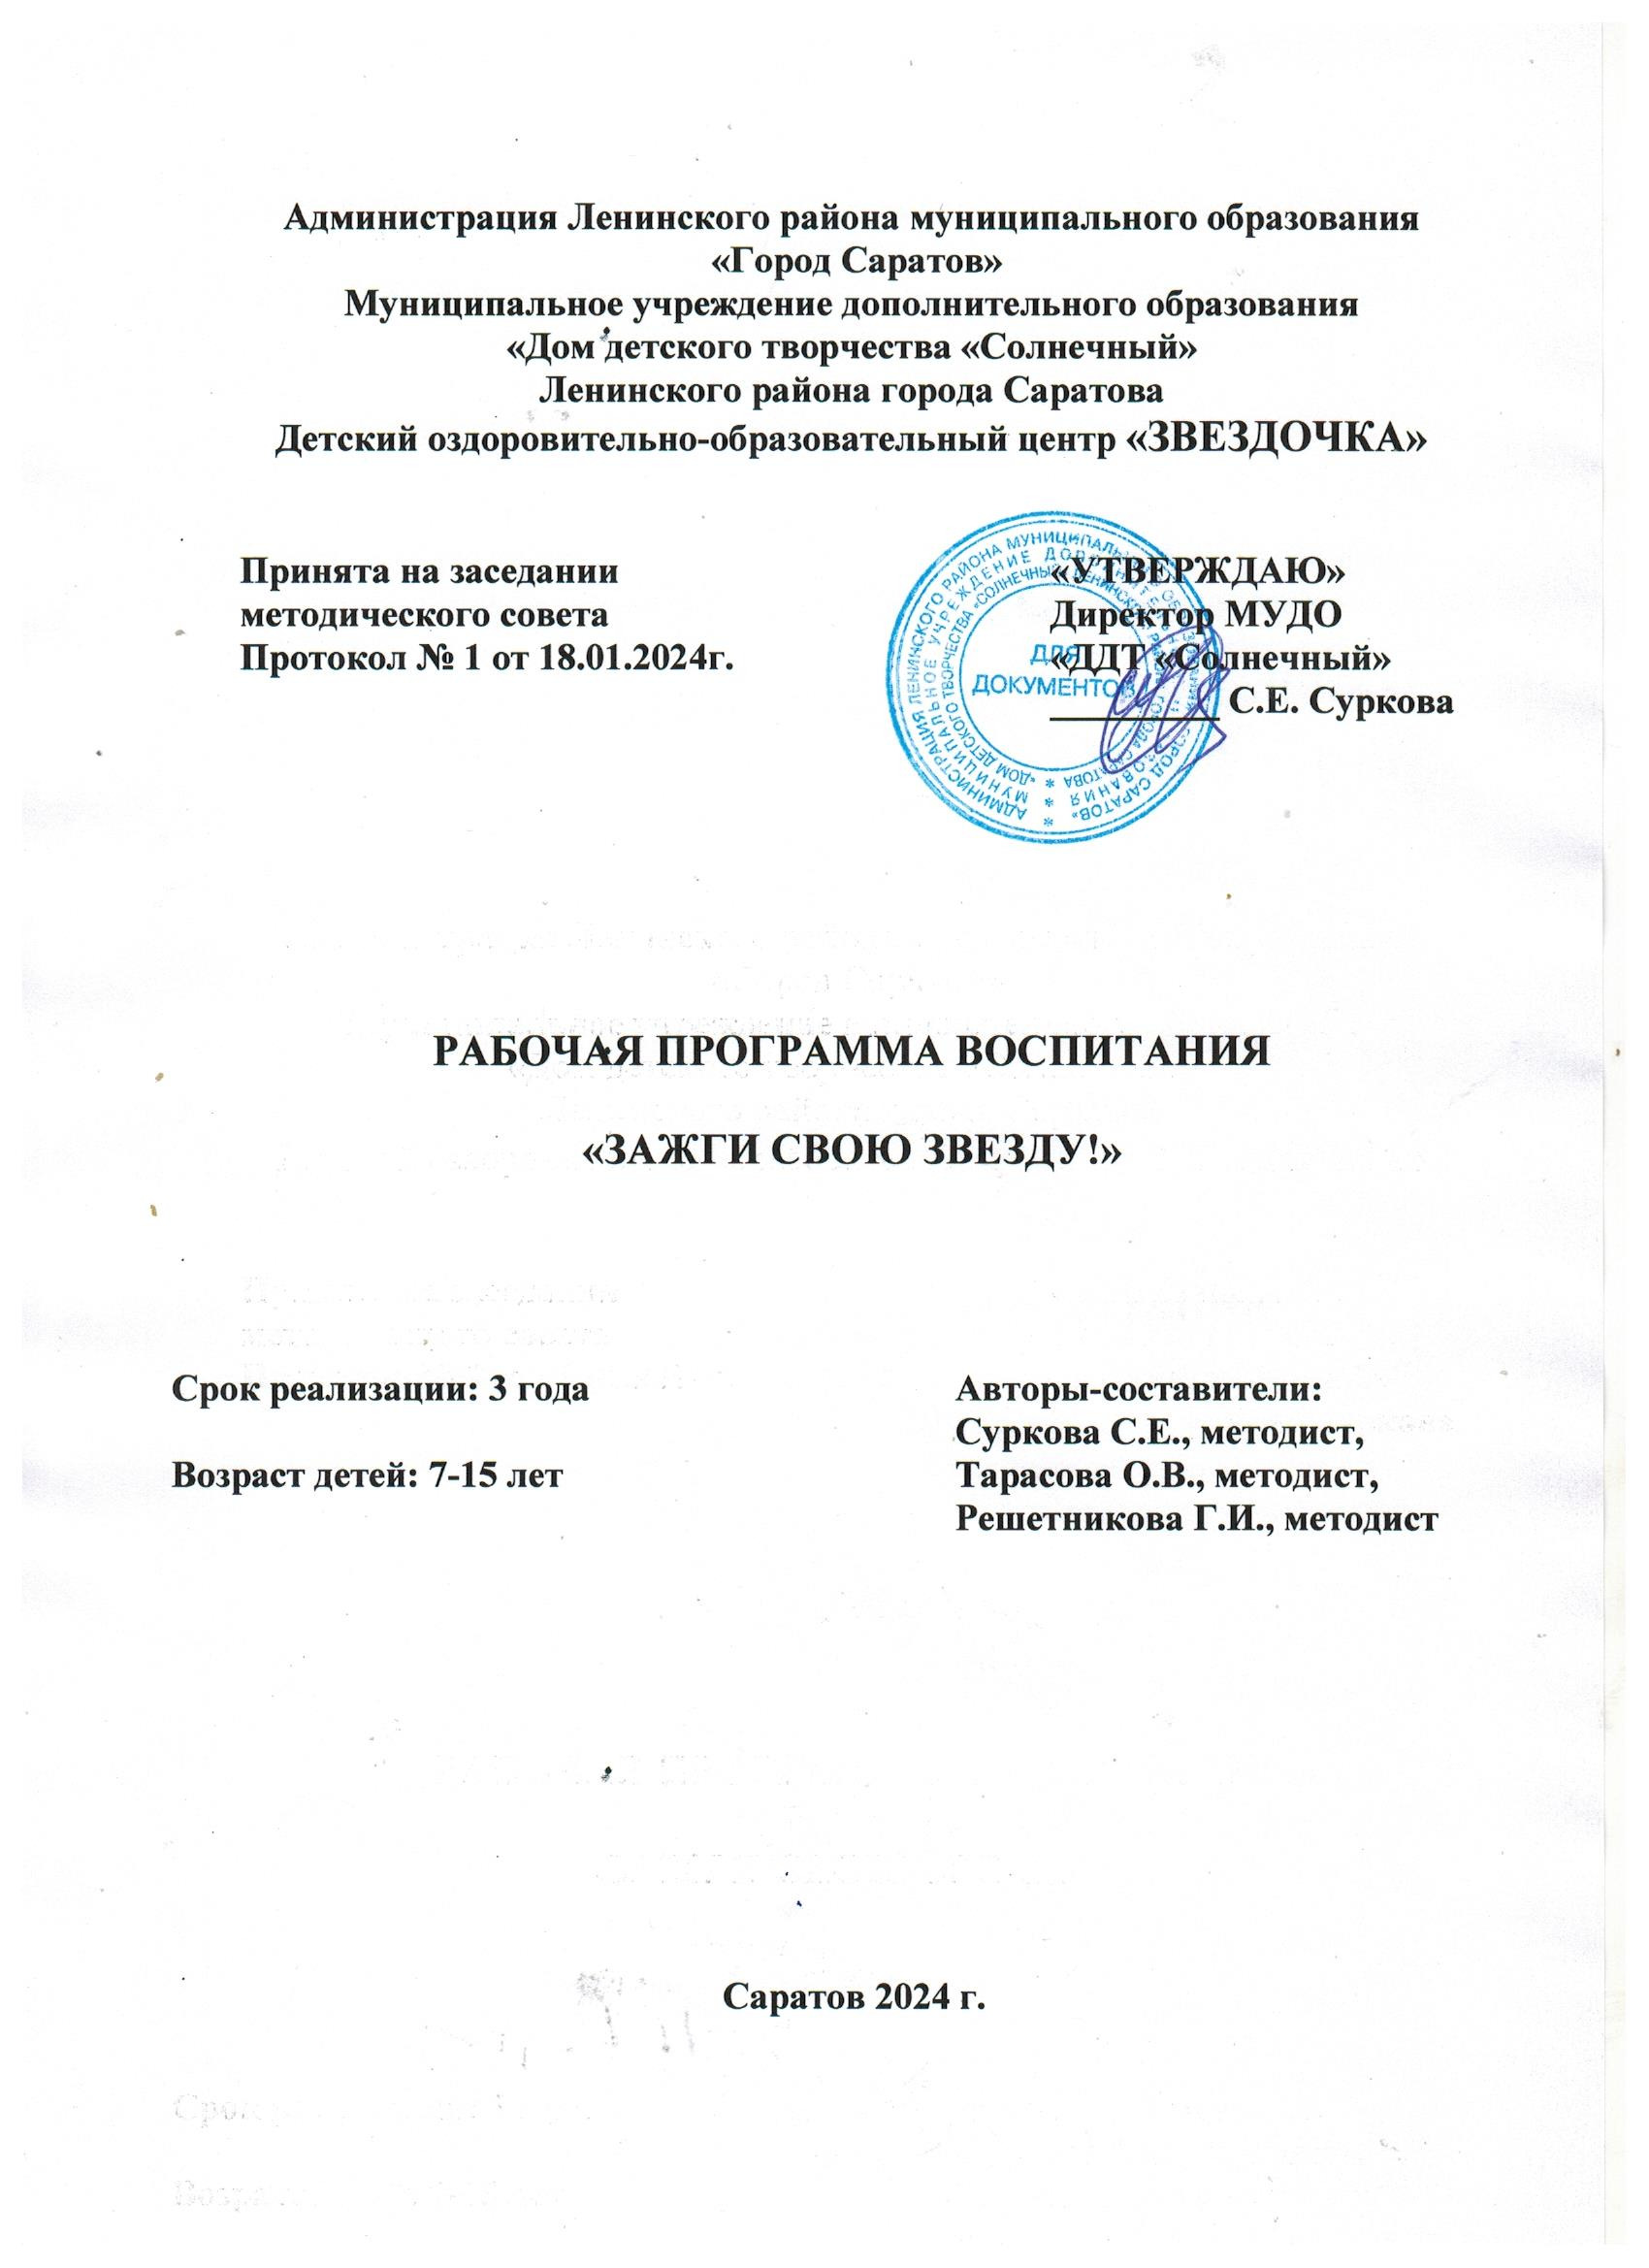 Администрация Ленинского района муниципального образования
«Город Саратов»
Муниципальное учреждение дополнительного образования
«Дом детского творчества «Солнечный»
Ленинского района города Саратова
Детский оздоровительно-образовательный центр «ЗВЕЗДОЧКА»
Принята на заседании
методического совета
Протокол № 1 от 18.01.2024г.
«УТВЕРЖДАЮ»
Директор МУДО
«ДДТ «Солнечный»
__________ С.Е. Суркова
ДЛЯ
ДОКУМЕНТОВ
РАБОЧАЯ ПРОГРАММА ВОСПИТАНИЯ
«ЗАЖГИ СВОЮ ЗВЕЗДУ!»
Срок реализации: 3 года
Возраст детей: 7-15 лет
Авторы-составители:
Суркова С.Е., методист,
Тарасова О.В., методист,
Решетникова Г.И., методист
Саратов 2024 г.